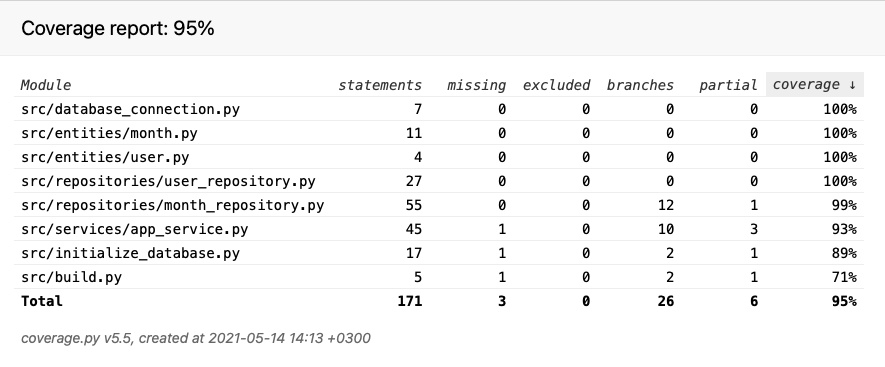 Coverage report: 95%
Module statements missing excluded branches partial coverage ↓
src/database_connection.py 7 0 0 0 0 100%
src/entities/month.py 11 0 0 0 0 100%
src/entities/user.py 4 0 0 0 0 100%
src/repositories/user_repository.py 27 0 0 0 0 100%
src/repositories/month_repository.py 55 0 0 12 1 99%
src/services/app_service.py 45 1 0 10 3 93%
src/initialize_database.py 17 1 0 2 1 89%
src/build.py 5 1 0 2 1 71%
Total 171 3 0 26 6 95%
coverage.py v5.5, created at 2021-05-14 14:13 +0300